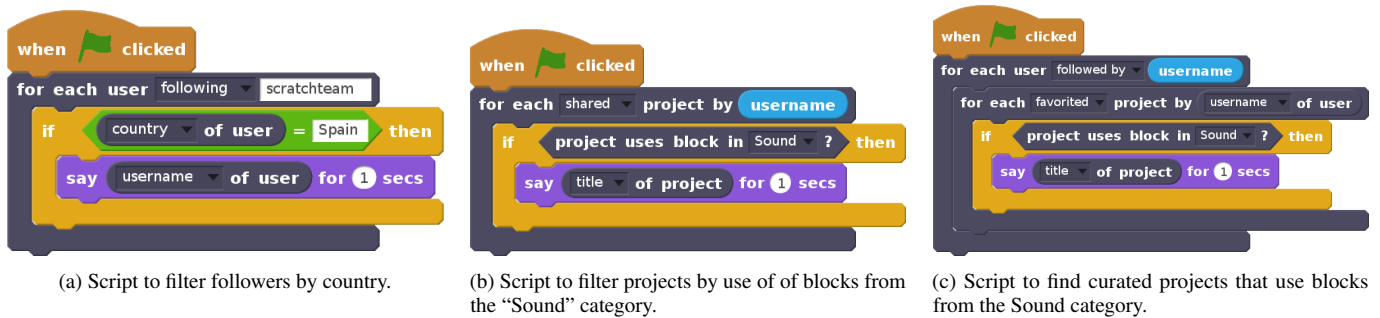 when clicked
for each user following scratchteam
if country of user = Spain then
say username of user for 1 secs
(a) Script to filter followers by country.
when clicked
for each shared project by username
if project uses block in Sound ? then
say title of project for 1 secs
(b) Script to filter projects by use of of blocks from
the “Sound” category.
when clicked
for each user followed by username
for each favorited project by username of user
if project uses block in Sound ? then
say title of project for 1 secs
(c) Script to find curated projects that use blocks
from the Sound category.